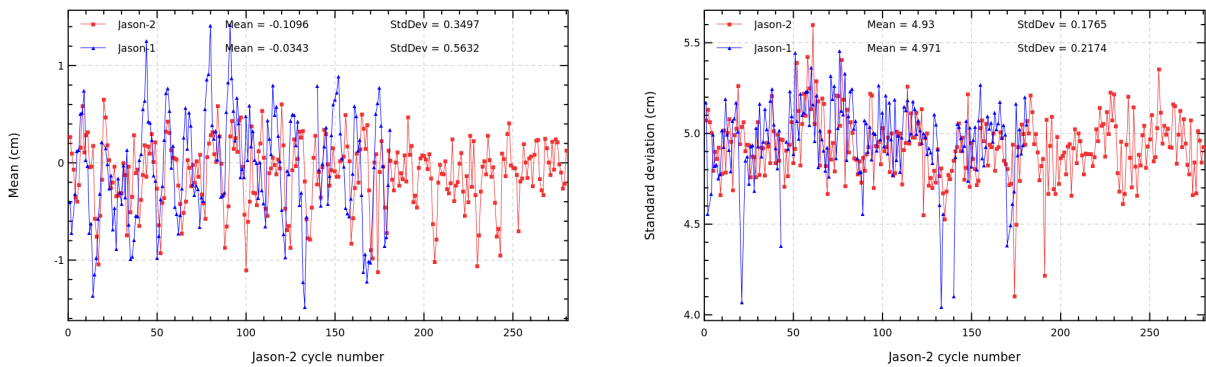 Jason-2 Mean = -0.1096 StdDev = 0.3497
Jason-1 Mean = -0.0343 StdDev = 0.5632
1
0
-1
Mean (cm)
0 50 100 150 200 250
Jason-2 cycle number
Jason-2 Mean = 4.93 StdDev = 0.1765
Jason-1 Mean = 4.971 StdDev = 0.2174
5.5
5.0
4.5
4.0
Standard deviation (cm)
0 50 100 150 200 250
Jason-2 cycle number